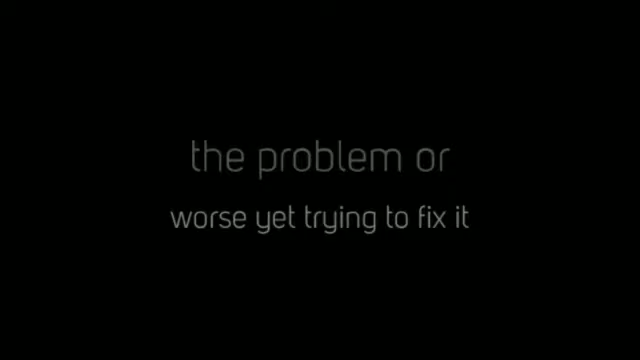 the problem or
worse yet trying to fix it